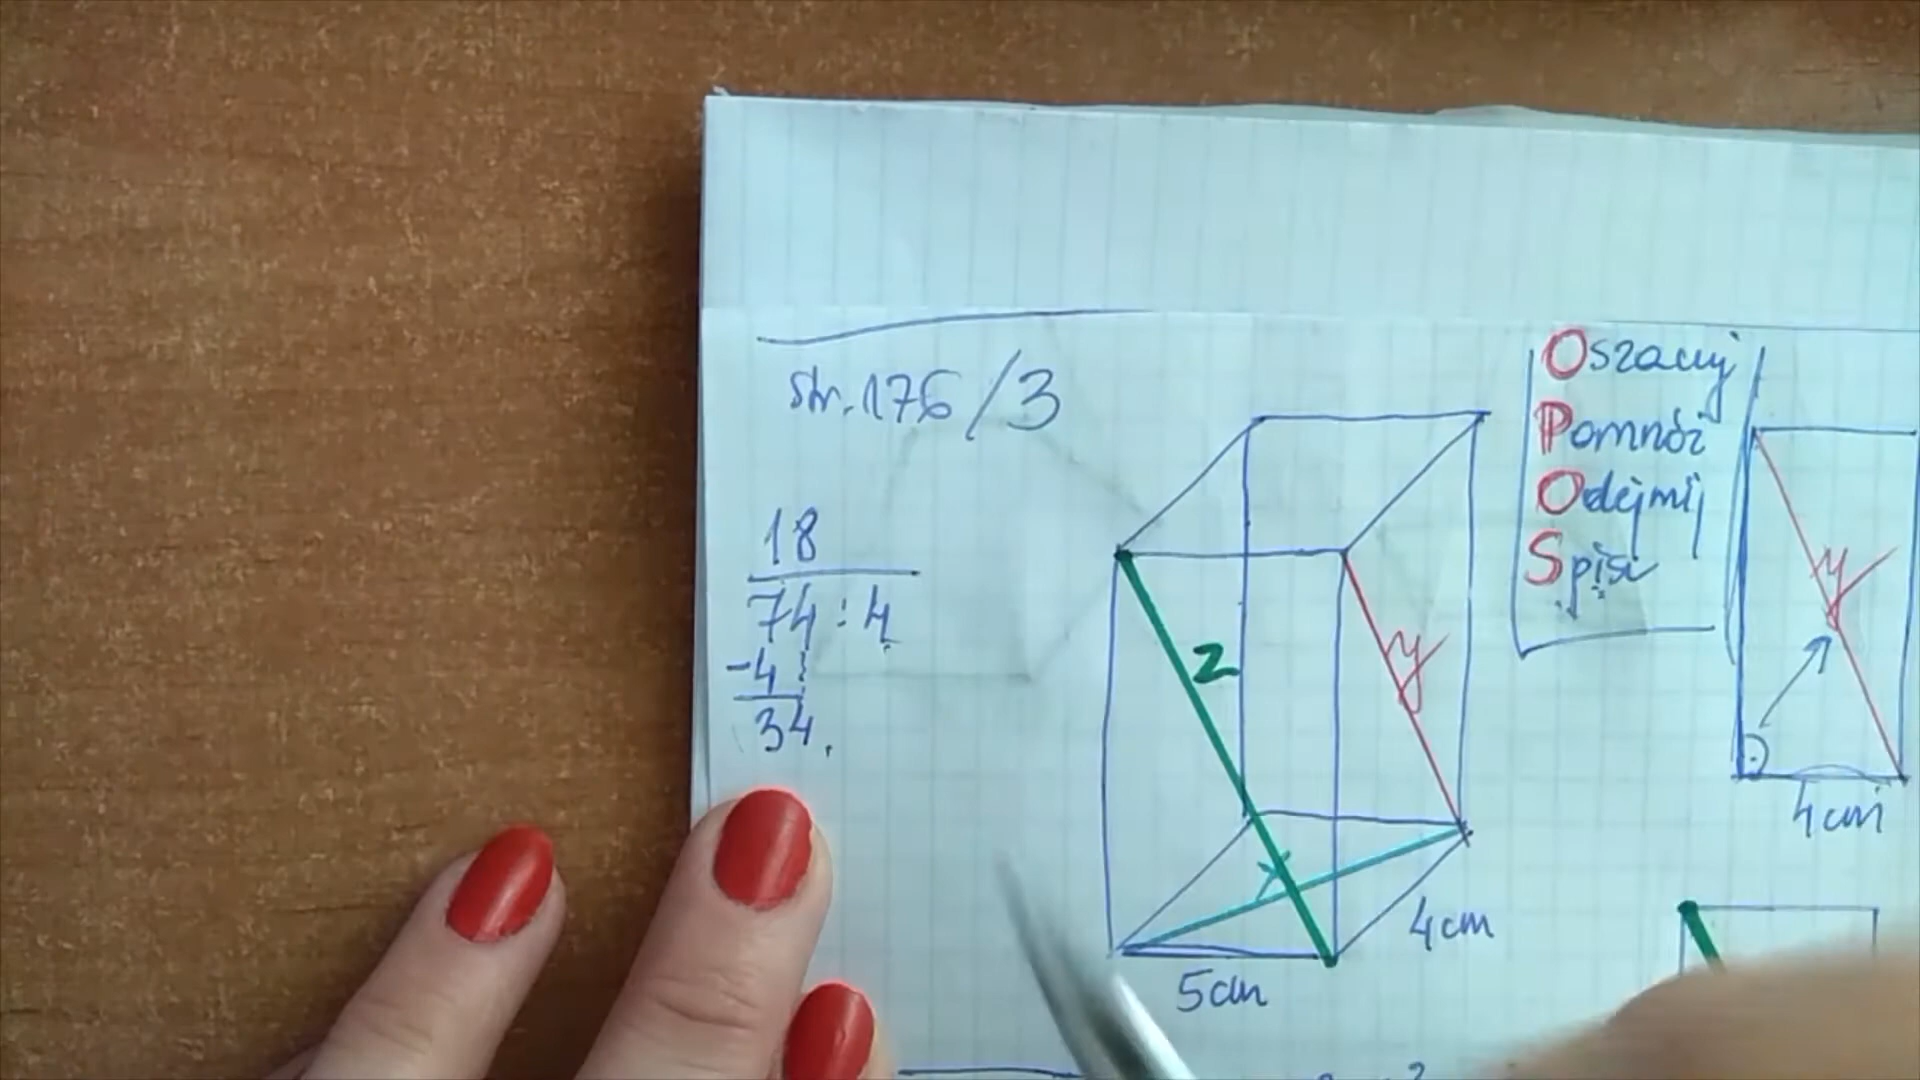 str. 176/3
18
74 : 4
-4
34
z
y
x
5cm
4cm
Oszacuj
Pomnóż
Odejmij
Spisz
y
4cm